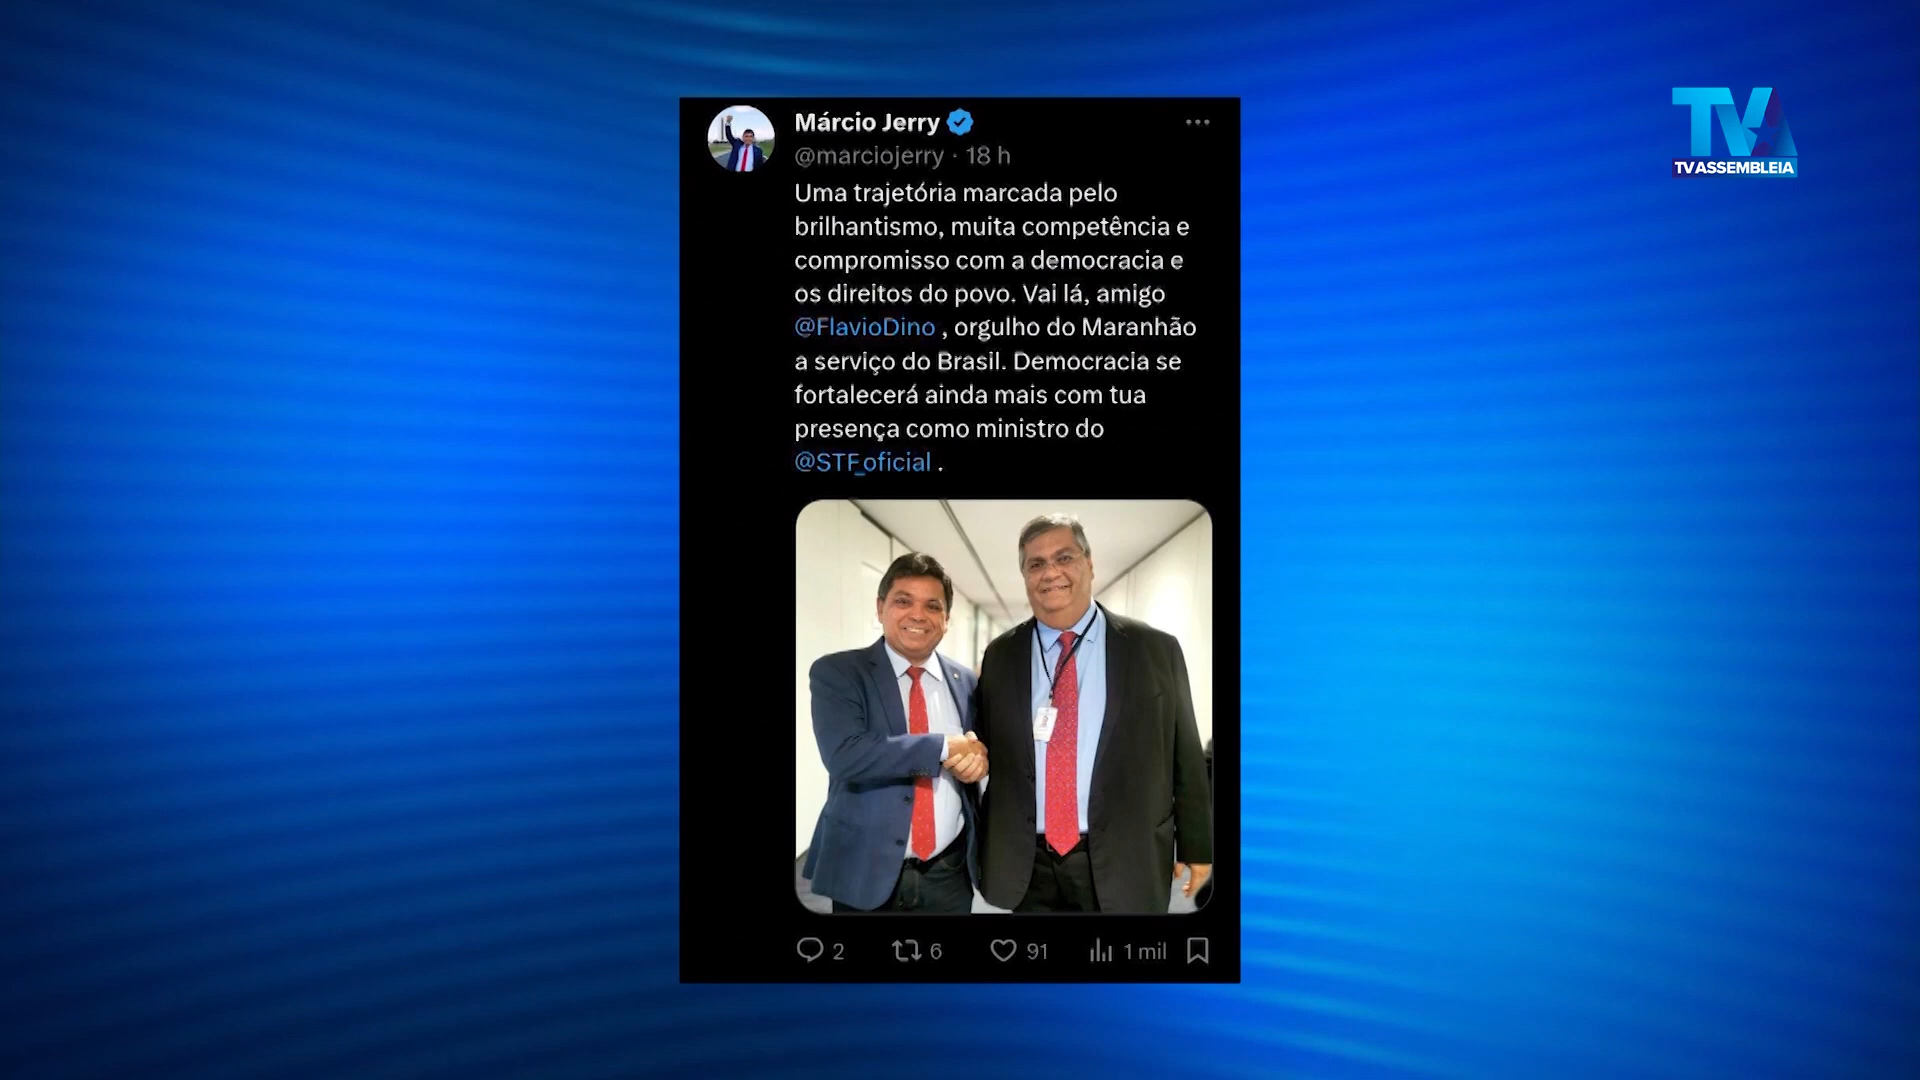 Márcio Jerry
@marciojerry · 18 h
Uma trajetória marcada pelo
brilhantismo, muita competência e
compromisso com a democracia e
os direitos do povo. Vai lá, amigo
@FlavioDino , orgulho do Maranhão
a serviço do Brasil. Democracia se
fortalecerá ainda mais com tua
presença como ministro do
@STF_oficial .
2 6 91 1 mil
TVA
TV ASSEMBLEIA